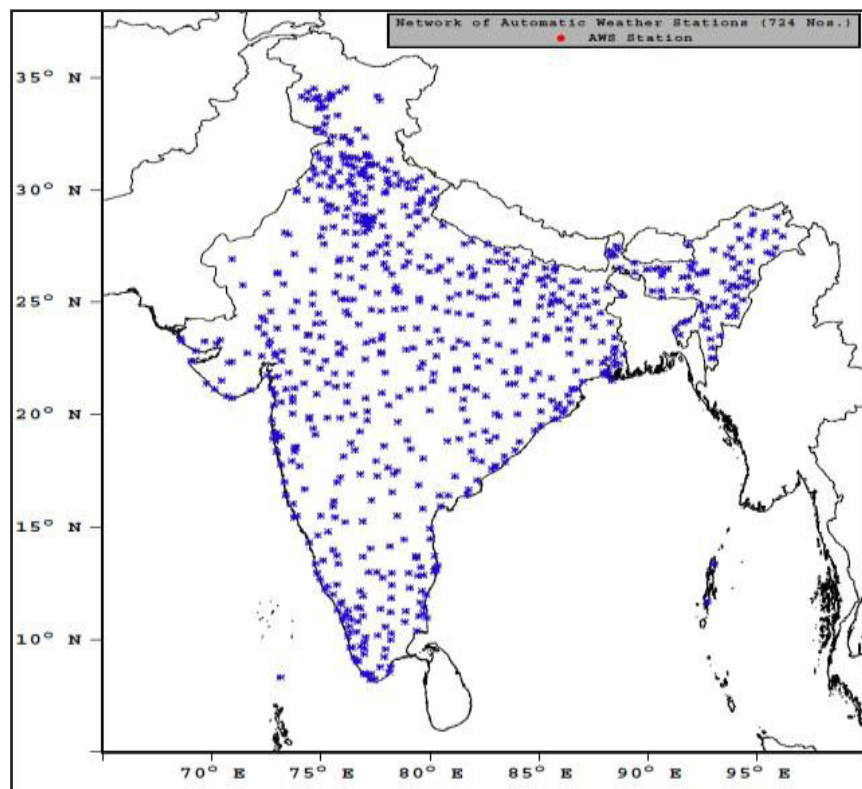 Network of Automatic Weather Stations (724 Nos.)
AWS Station
35° N
30° N
25° N
20° N
15° N
10° N
70° E
75° E
80° E
85° E
90° E
95° E